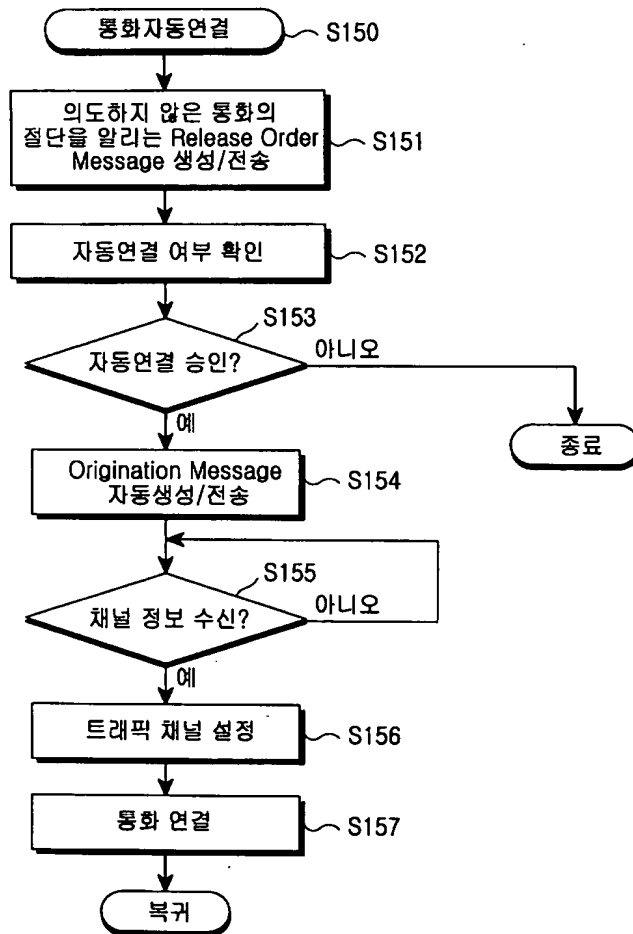 통화자동연결
S150
의도하지 않은 통화의
절단을 알리는 Release Order
Message 생성/전송
S151
자동연결 여부 확인
S152
S153
자동연결 승인?
아니오
예
종료
Origination Message
자동생성/전송
S154
S155
채널 정보 수신?
아니오
예
트래픽 채널 설정
S156
통화 연결
S157
복귀